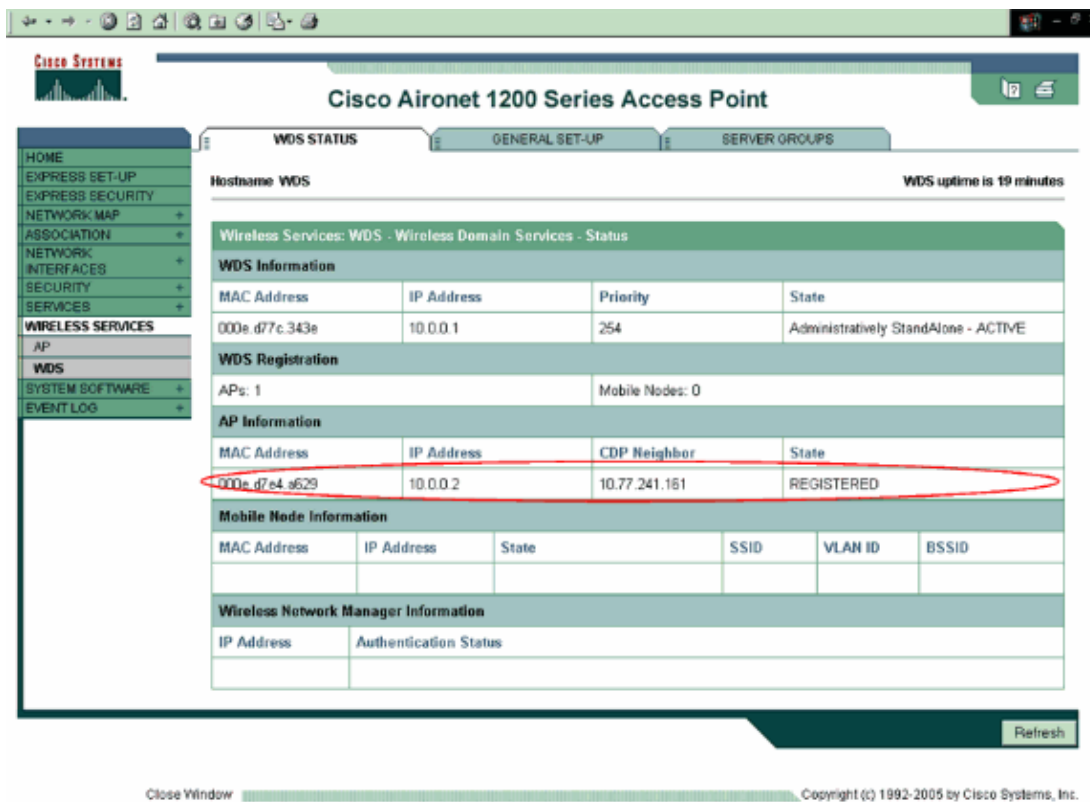 CISCO SYSTEMS
Cisco Aironet 1200 Series Access Point
WDS STATUS GENERAL SET-UP SERVER GROUPS
HOME
EXPRESS SET-UP
EXPRESS SECURITY
NETWORK MAP +
ASSOCIATION +
NETWORK INTERFACES +
SECURITY +
SERVICES +
WIRELESS SERVICES
AP
WDS
SYSTEM SOFTWARE +
EVENT LOG +
Hostname WDS WDS uptime is 19 minutes
Wireless Services: WDS - Wireless Domain Services - Status
WDS Information
MAC Address IP Address Priority State
000e.d77c.343e 10.0.0.1 254 Administratively StandAlone - ACTIVE
WDS Registration
APs: 1 Mobile Nodes: 0
AP Information
MAC Address IP Address CDP Neighbor State
000e.d7e4.a629 10.0.0.2 10.77.241.161 REGISTERED
Mobile Node Information
MAC Address IP Address State SSID VLAN ID BSSID
Wireless Network Manager Information
IP Address Authentication Status
Refresh
Close Window Copyright (c) 1992-2005 by Cisco Systems, Inc.